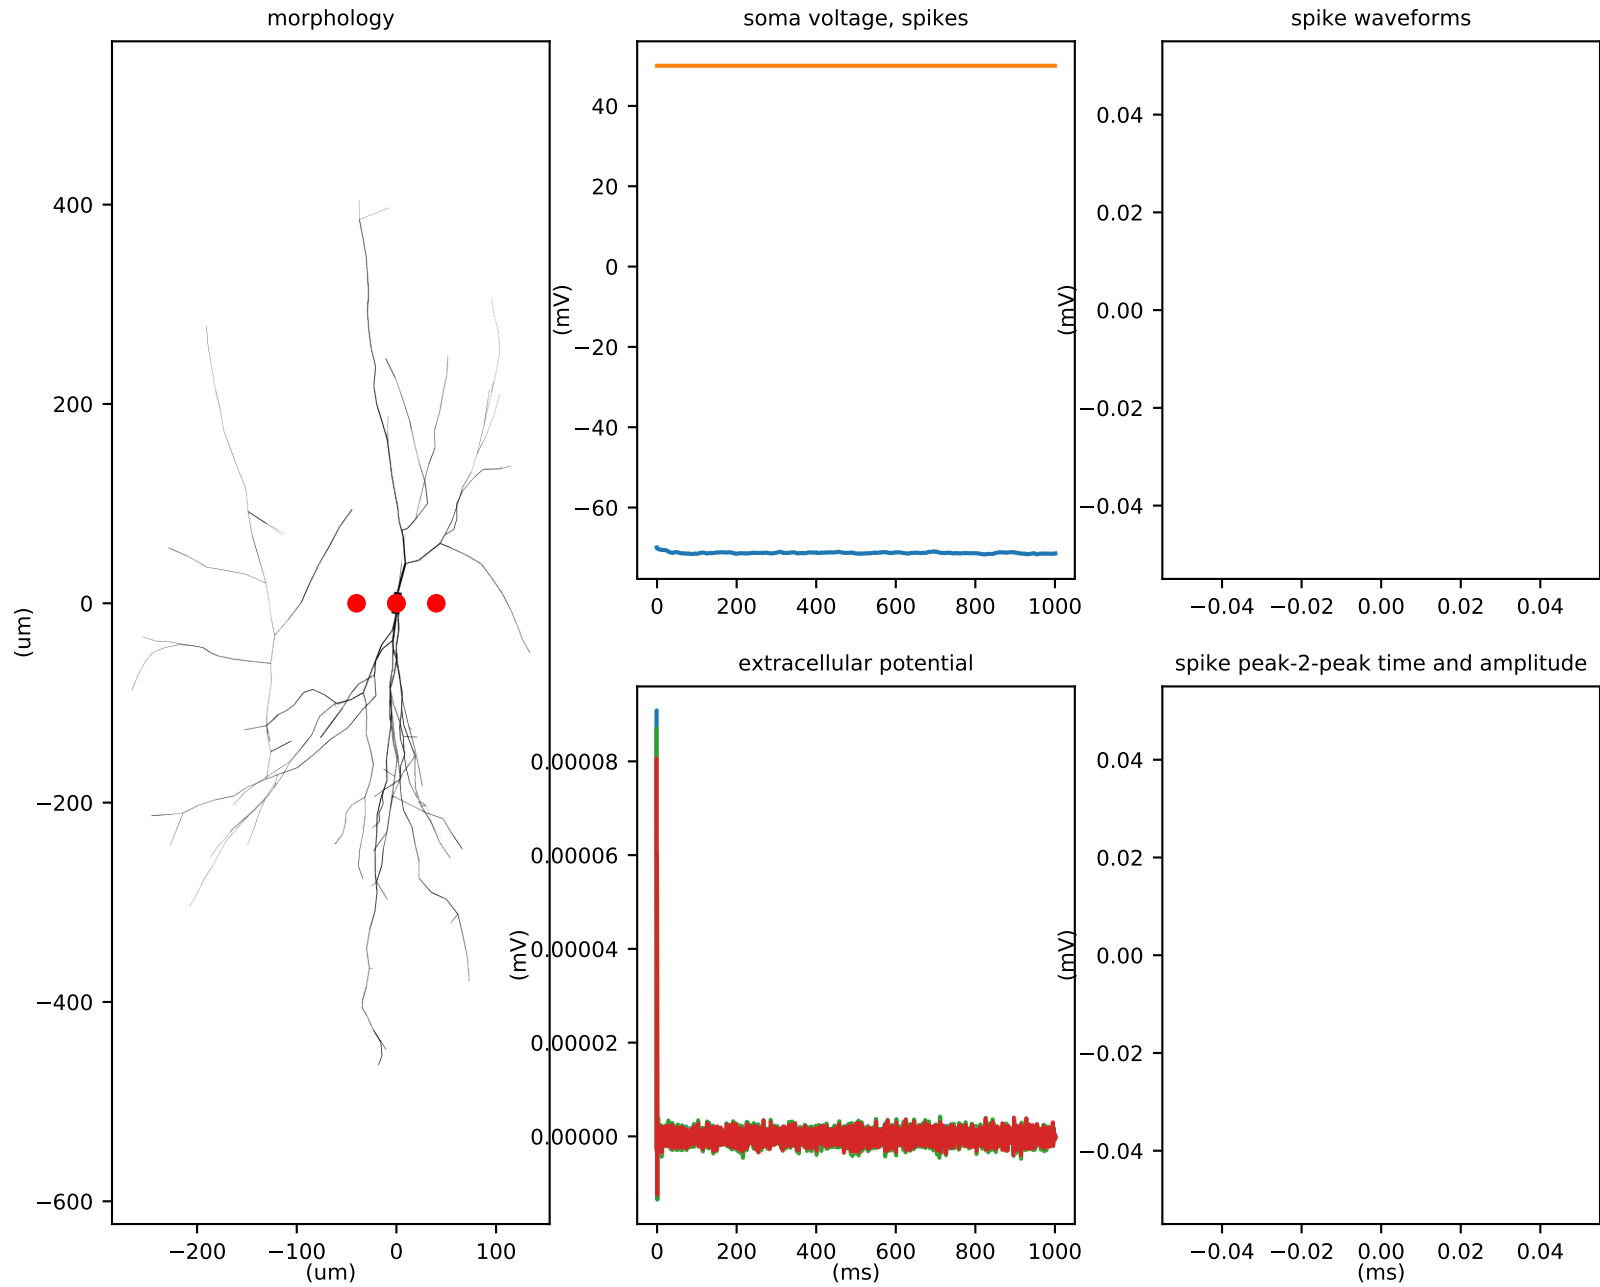 morphology
400
200
0
−200
−400
−600
(um)
−200 −100 0 100
(um)
soma voltage, spikes
40
20
0
−20
−40
−60
(mV)
0 200 400 600 800 1000
spike waveforms
0.04
0.02
0.00
−0.02
−0.04
(mV)
−0.04 −0.02 0.00 0.02 0.04
extracellular potential
0.00008
0.00006
0.00004
0.00002
0.00000
(mV)
0 200 400 600 800 1000
(ms)
spike peak-2-peak time and amplitude
0.04
0.02
0.00
−0.02
−0.04
(mV)
−0.04 −0.02 0.00 0.02 0.04
(ms)